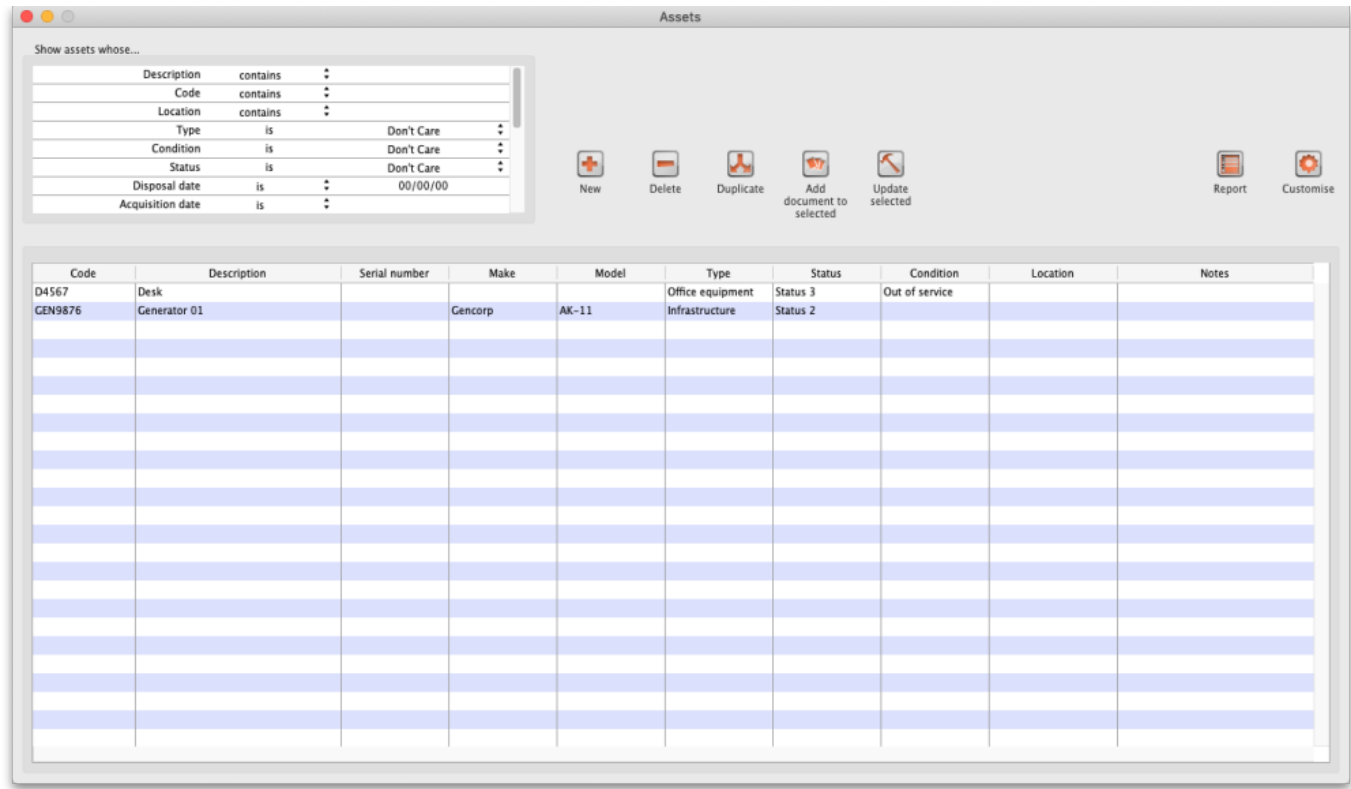 Assets
Show assets whose...
Description contains
Code contains
Location contains
Type is Don't Care
Condition is Don't Care
Status is Don't Care
Disposal date is 00/00/00
Acquisition date is
New Delete Duplicate Add document to selected Update selected Report Customise
Code Description Serial number Make Model Type Status Condition Location Notes
D4567 Desk Office equipment Status 3 Out of service
GEN9876 Generator 01 Gencorp AK-11 Infrastructure Status 2